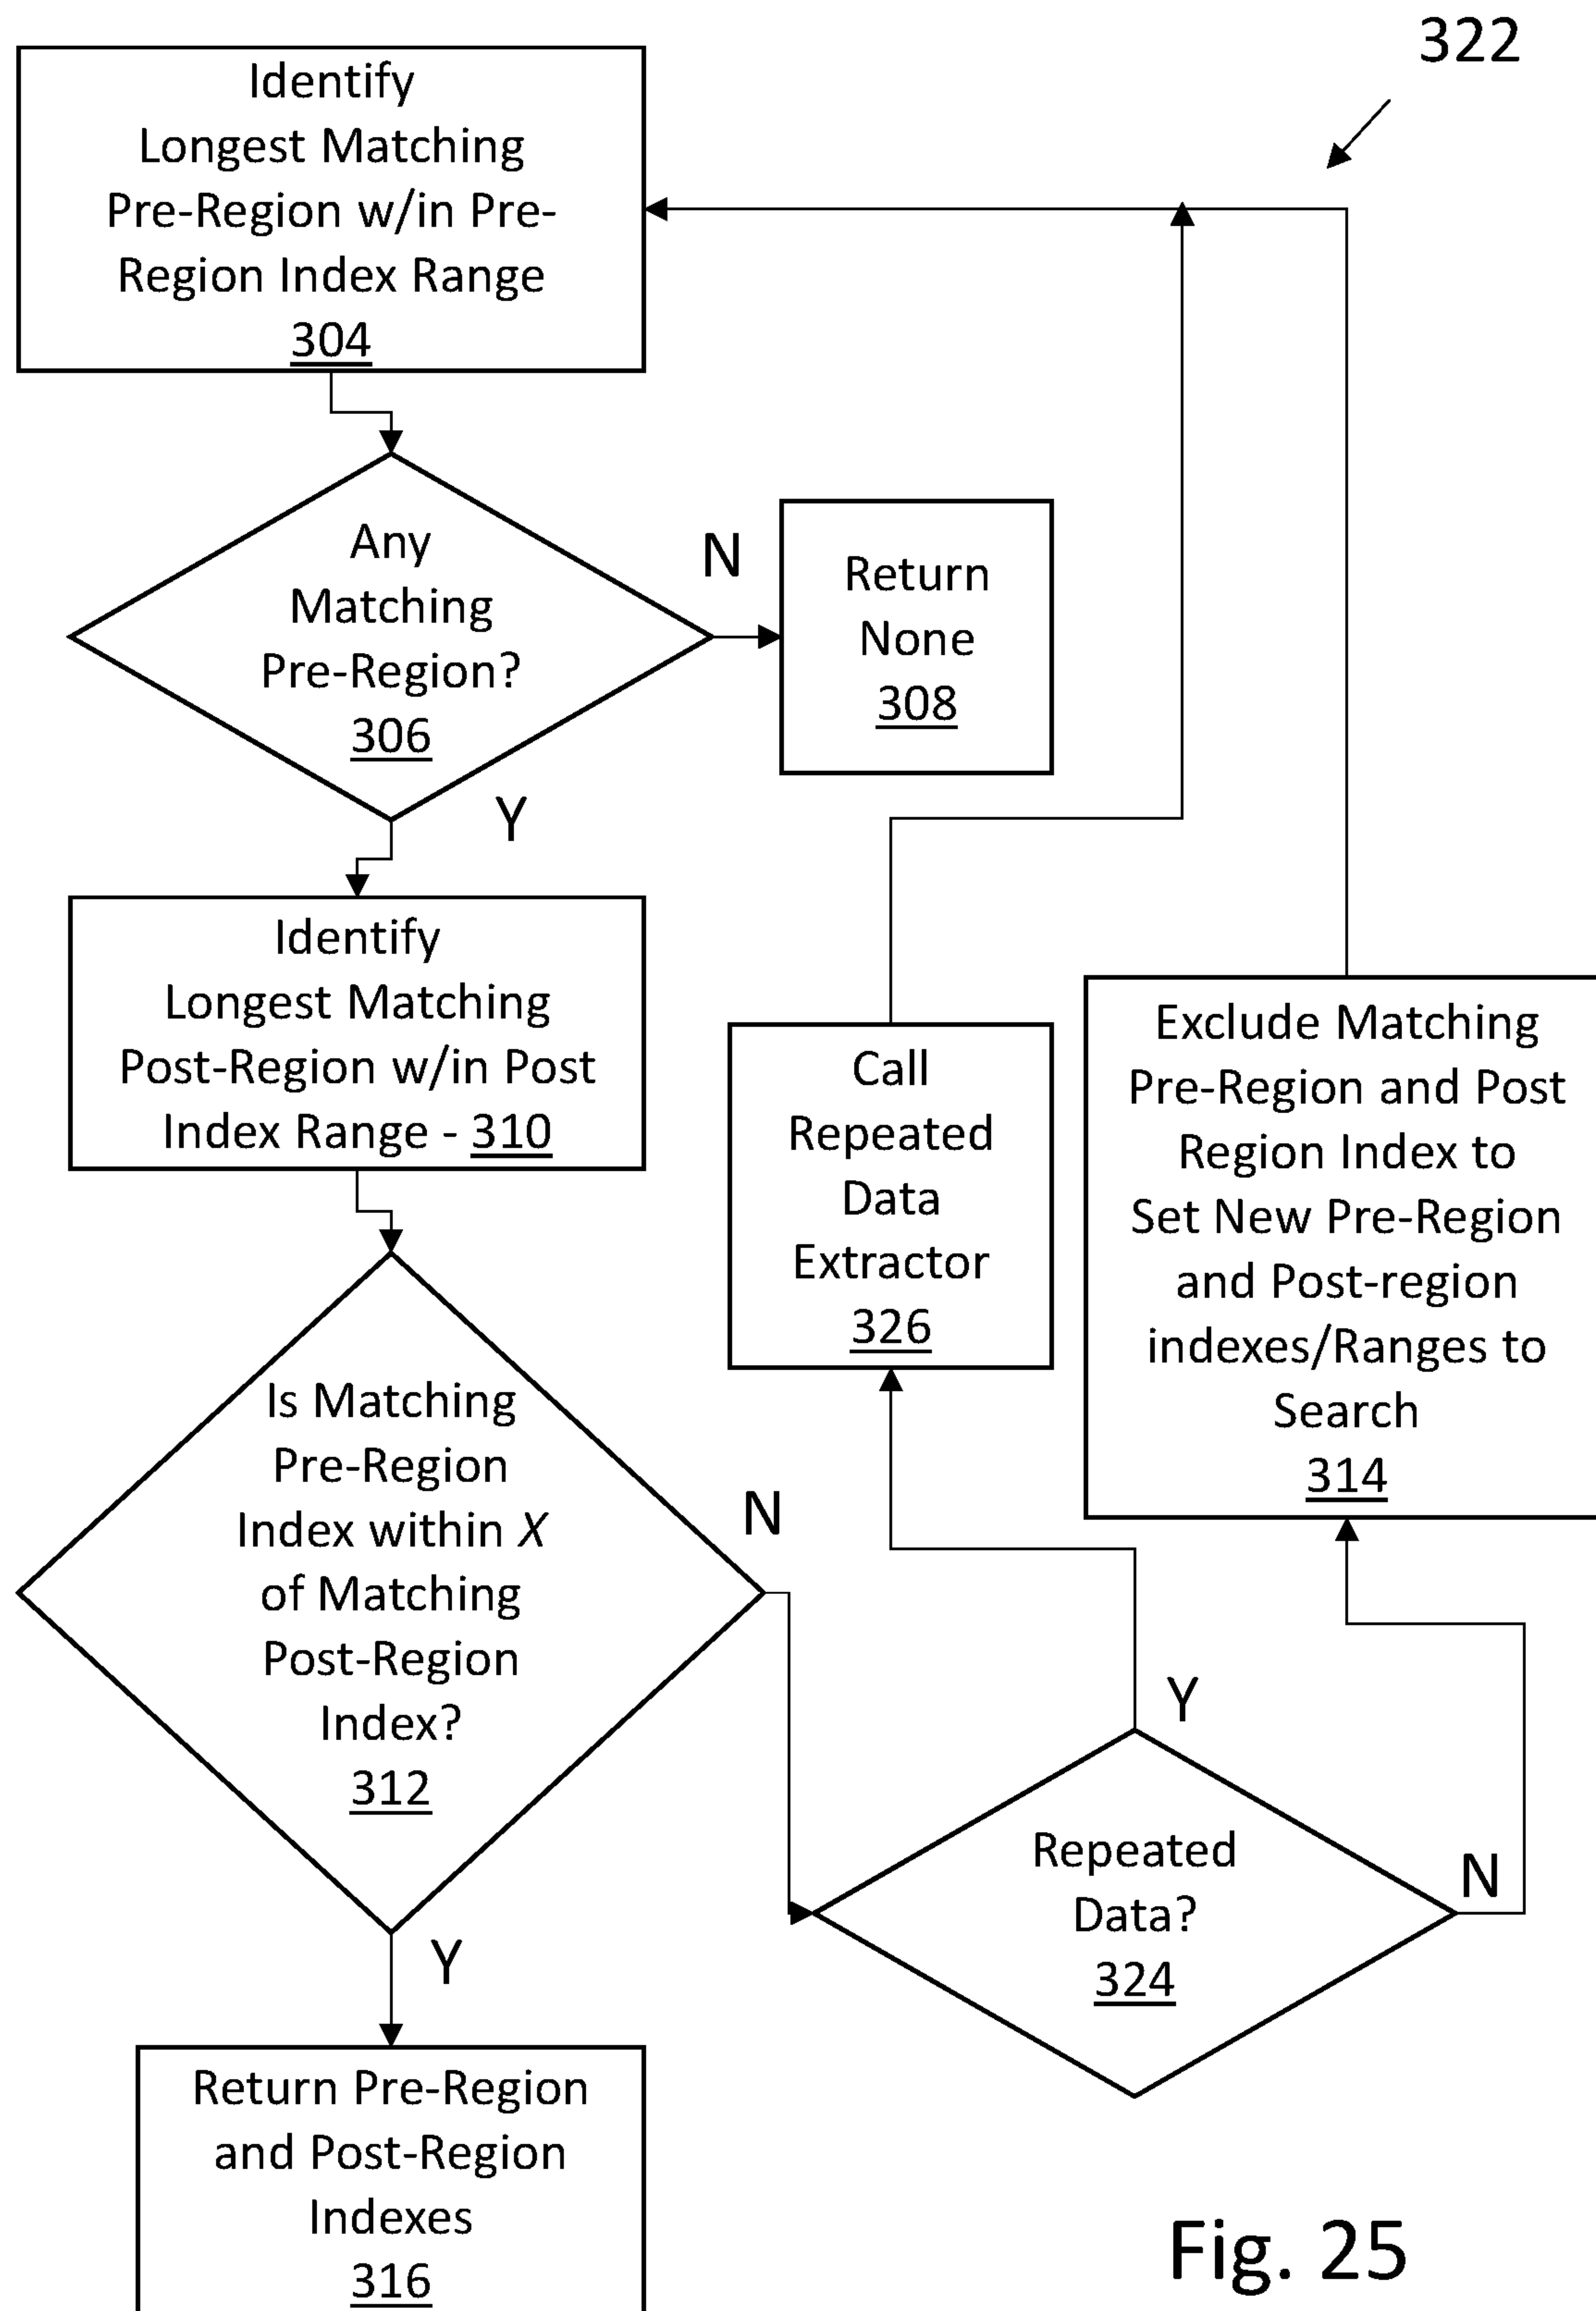 322
Identify
Longest Matching
Pre-Region w/in Pre-
Region Index Range
304
Any
Matching
Pre-Region?
306
N
Return
None
308
Y
Identify
Longest Matching
Post-Region w/in Post
Index Range - 310
Call
Repeated
Data
Extractor
326
Exclude Matching
Pre-Region and Post
Region Index to
Set New Pre-Region
and Post-region
indexes/Ranges to
Search
314
Is Matching
Pre-Region
Index within X
of Matching
Post-Region
Index?
312
N
Y
Repeated
Data?
324
N
Y
Return Pre-Region
and Post-Region
Indexes
316
Fig. 25